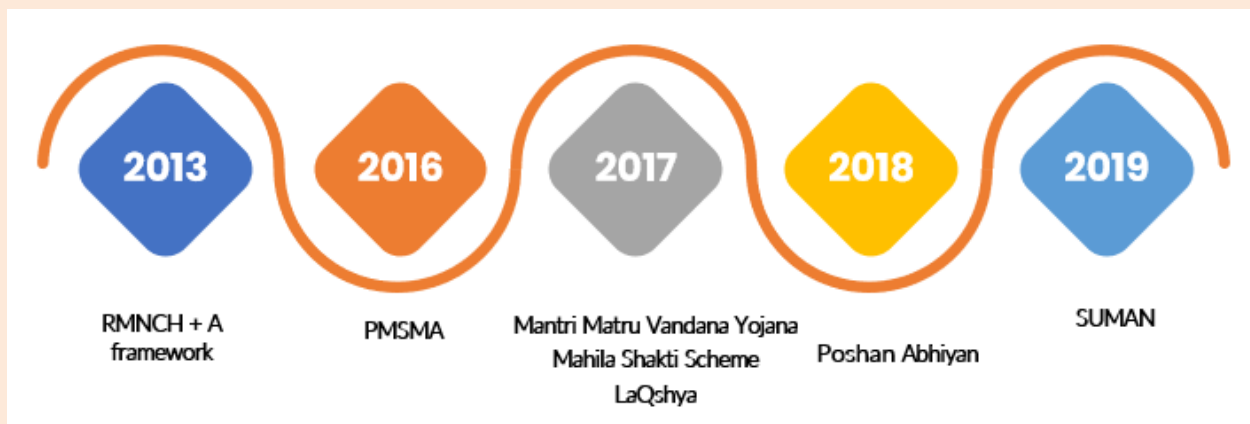 2013
2016
2017
2018
2019
RMNCH + A
framework
PMSMA
Mantri Matru Vandana Yojana
Mahila Shakti Scheme
LaQshya
Poshan Abhiyan
SUMAN